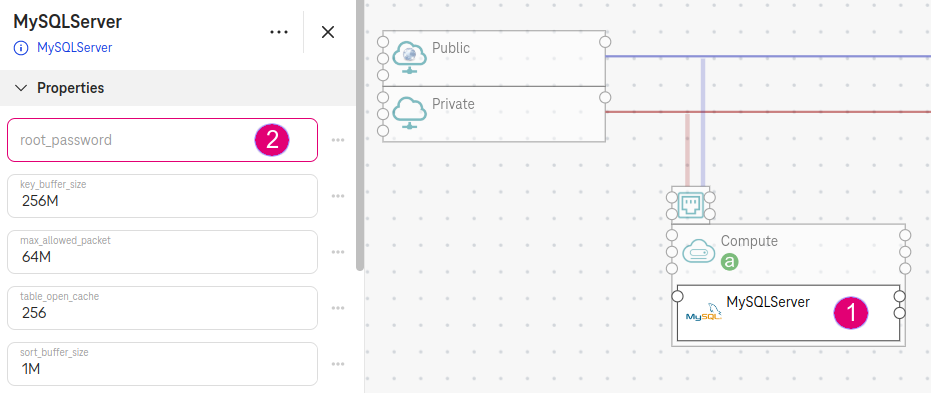 MySQLServer
MySQLServer
Properties
root_password
2
key_buffer_size
256M
max_allowed_packet
64M
table_open_cache
256
sort_buffer_size
1M
Public
Private
Compute
a
MySQLServer
MySQL
1